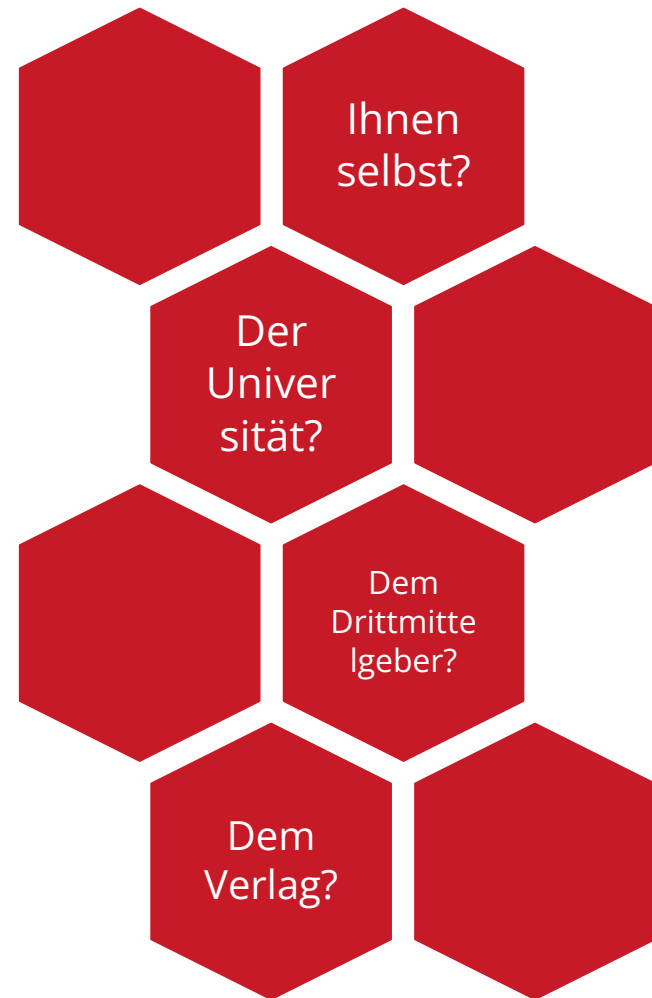 Ihnen
selbst?
Der
Univer
sität?
Dem
Drittmitte
lgeber?
Dem
Verlag?